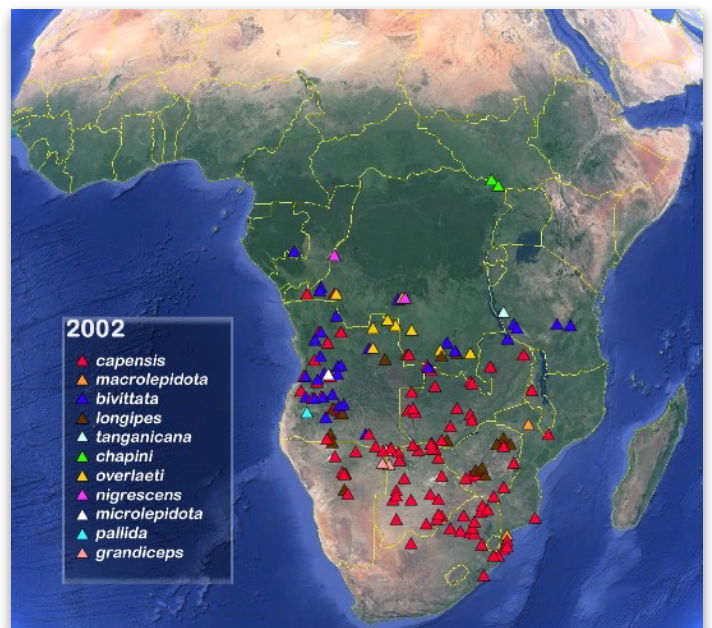 2002
capensis
macrolepidota
bivittata
longipes
tanganicana
chapini
overlaeti
nigrescens
microlepidota
pallida
grandiceps